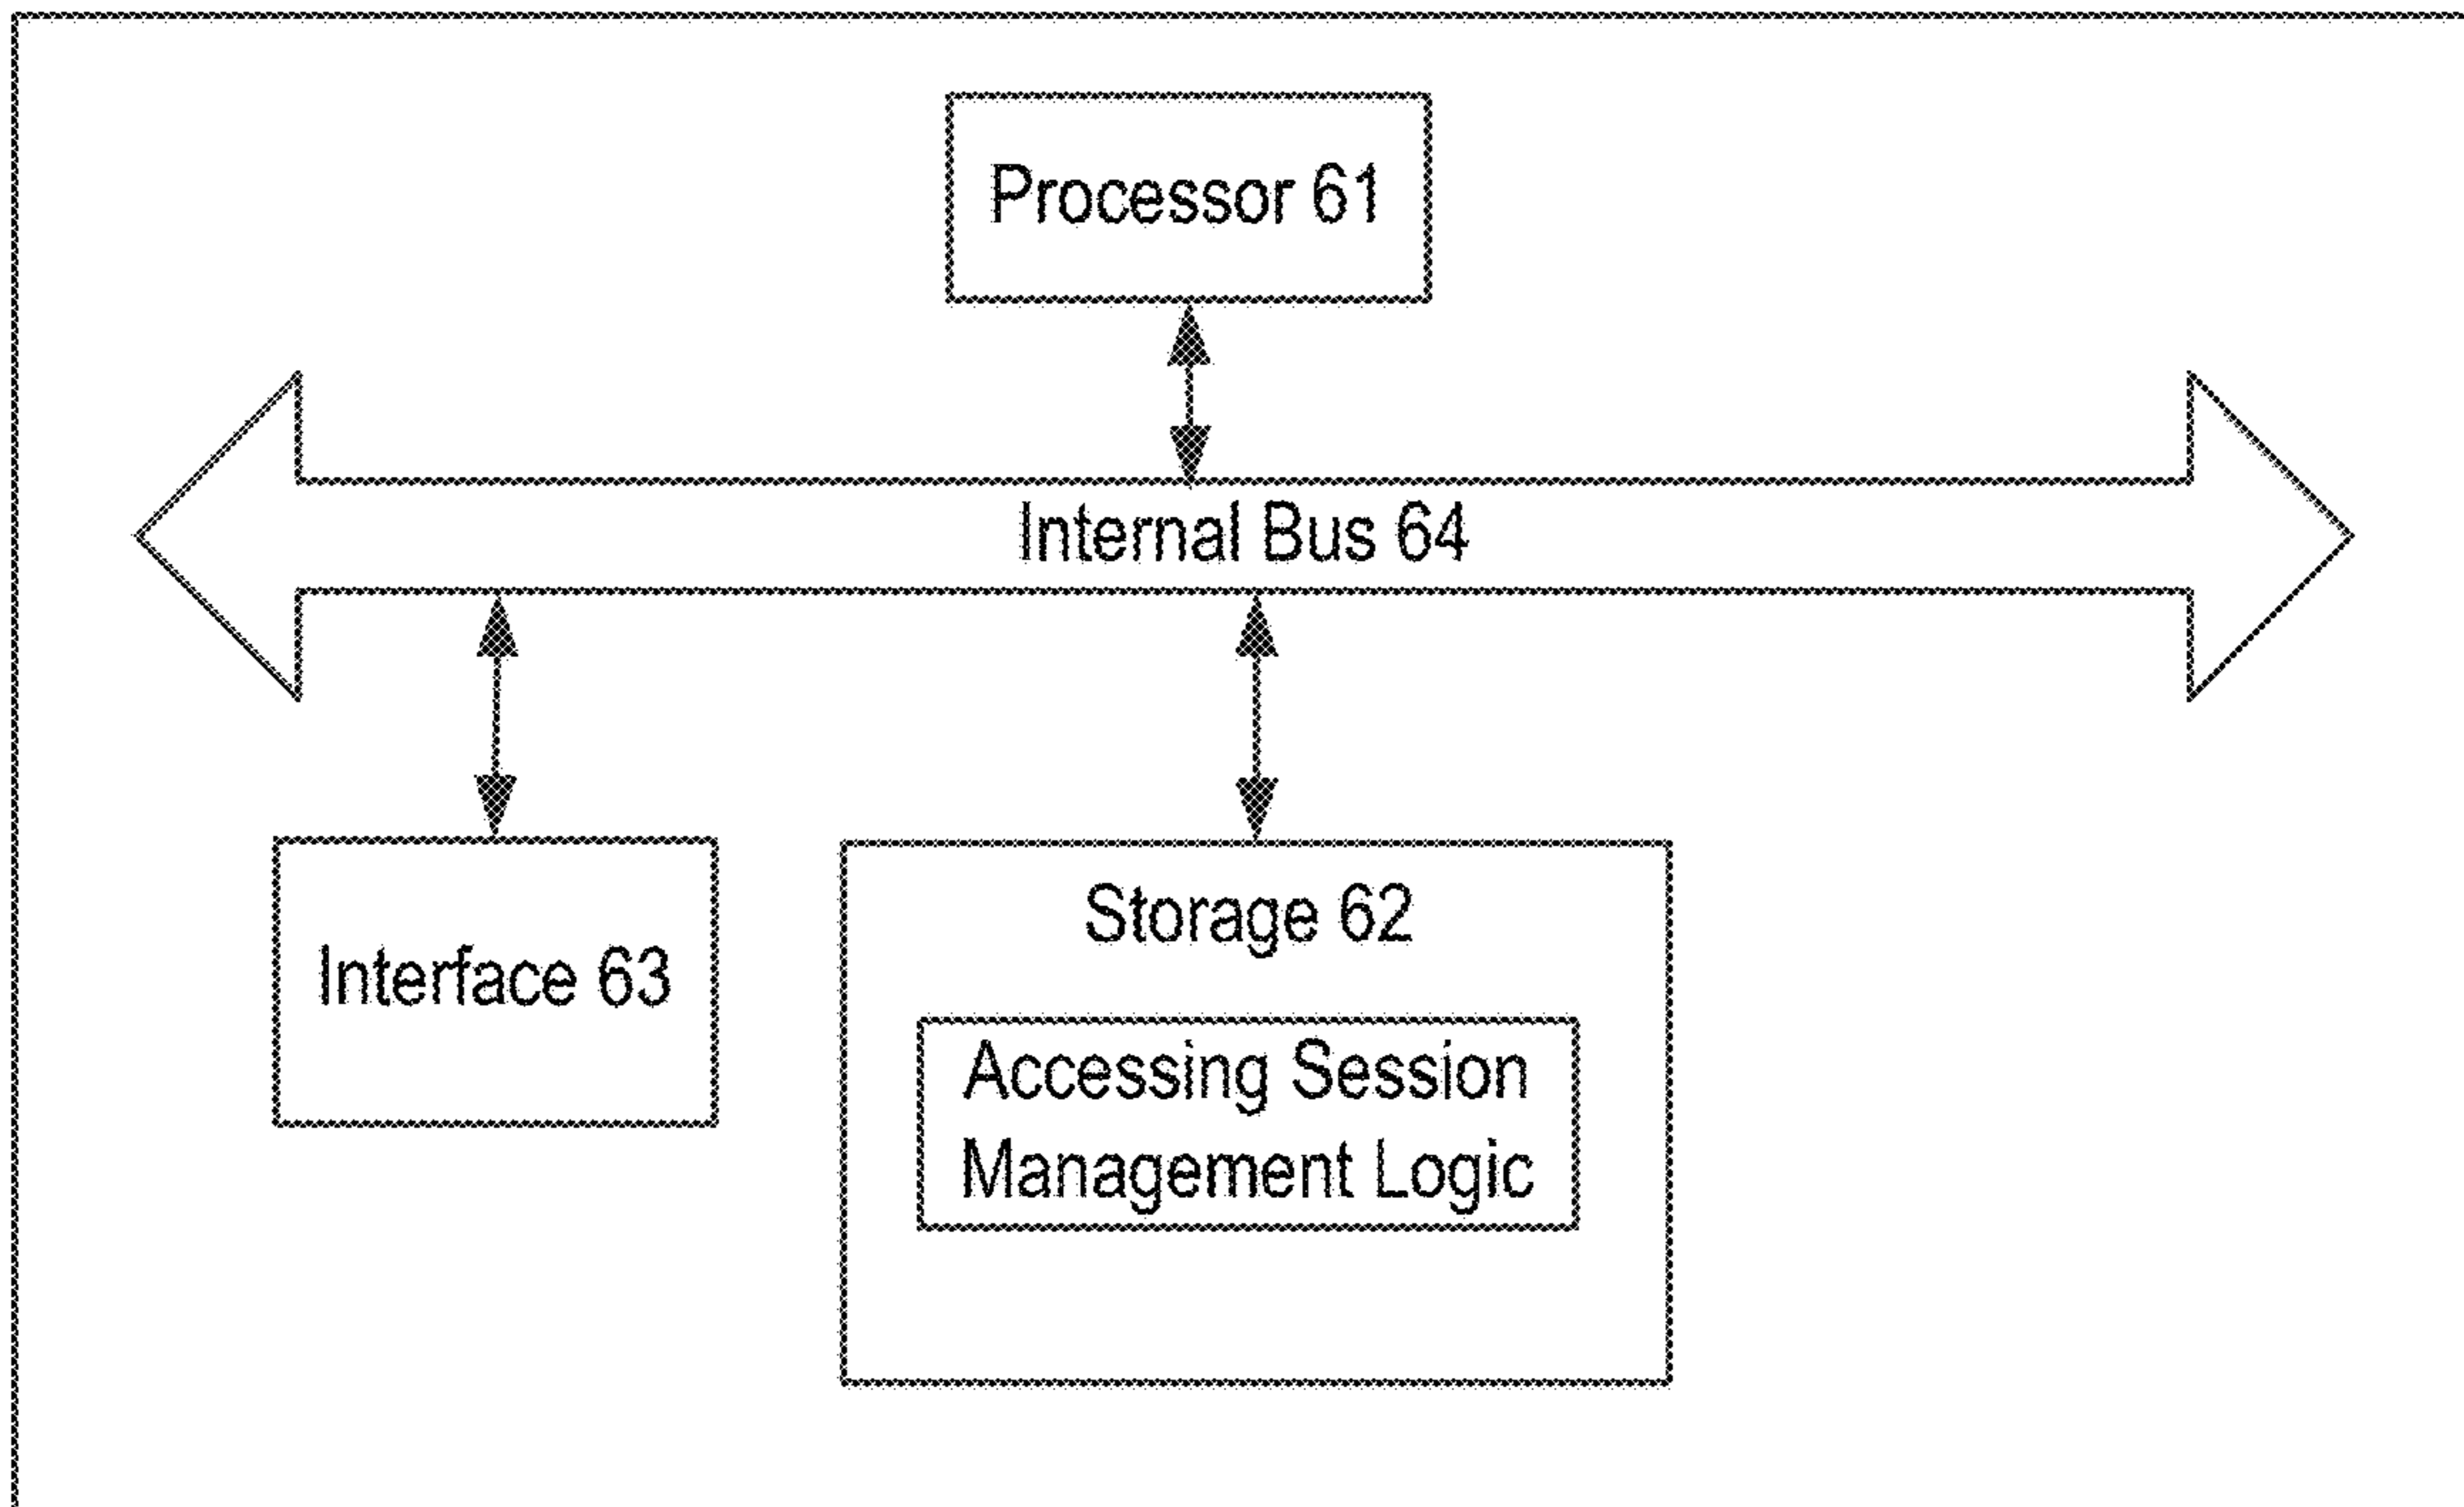 Processor 61
Internal Bus 64
Interface 63
Storage 62
Accessing Session
Management Logic